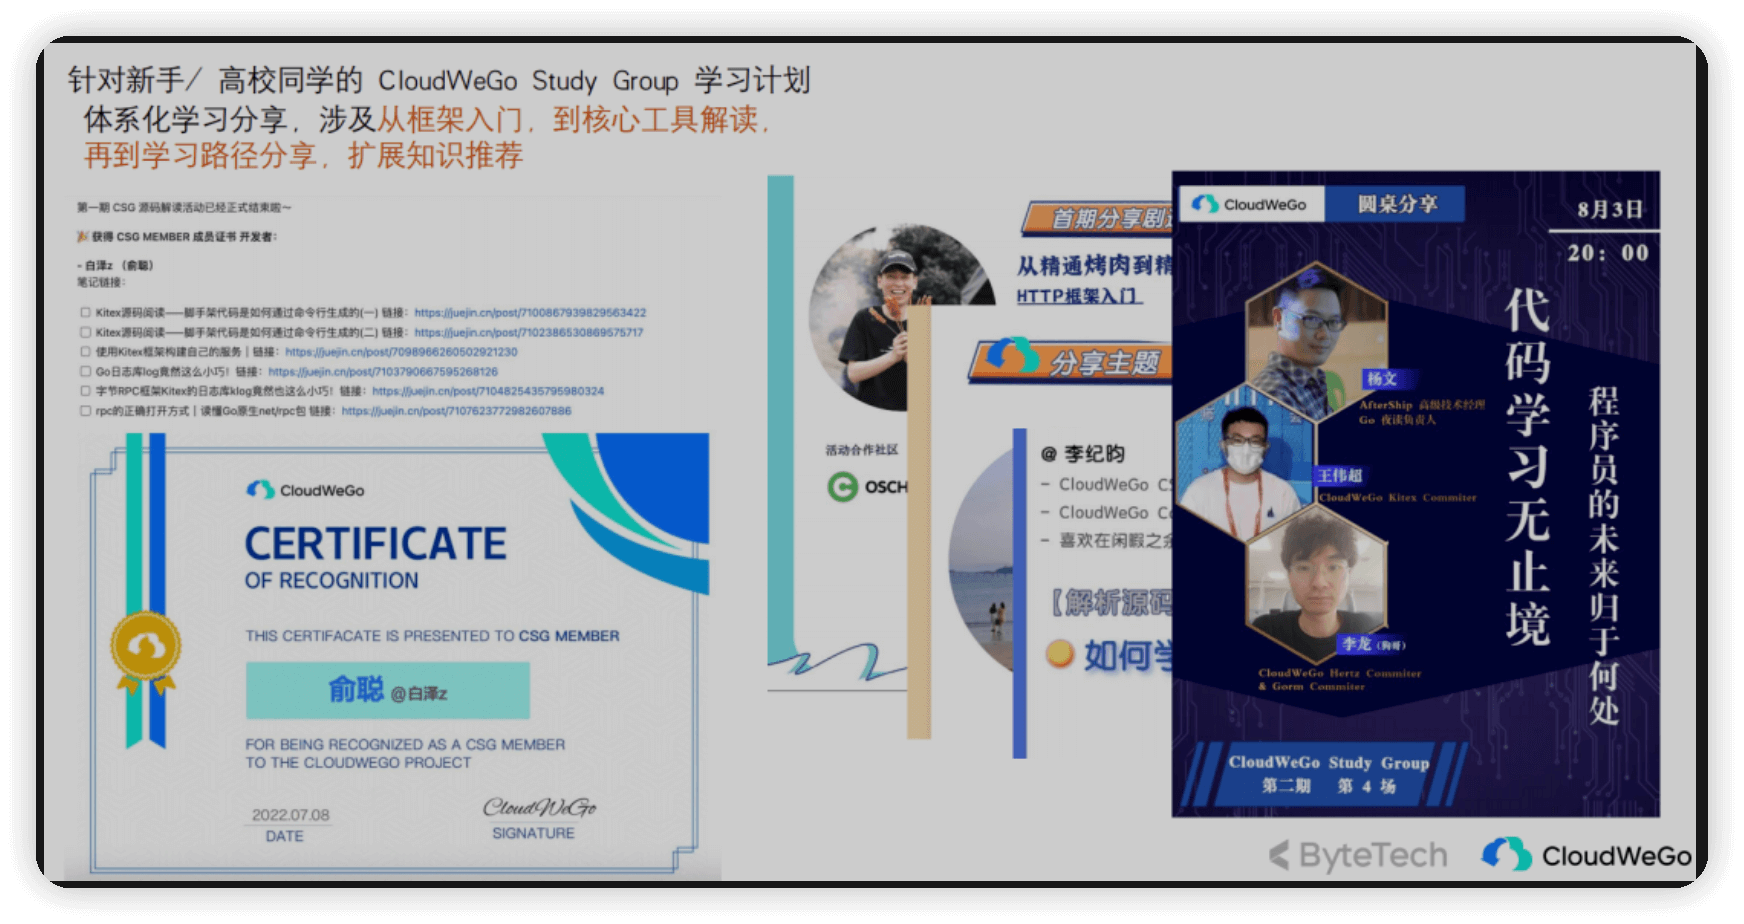 针对新手/ 高校同学的 CloudWeGo Study Group 学习计划
体系化学习分享，涉及从框架入门，到核心工具解读，
再到学习路径分享，扩展知识推荐
第一期 CSG 源码解读活动已经正式结束啦～
🎉 获得 CSG MEMBER 成员证书 开发者：
- 白泽z （俞聪）
笔记链接：
Kitex源码阅读——脚手架代码是如何通过命令行生成的(一) 链接：https://juejin.cn/post/7100867939829563422
Kitex源码阅读——脚手架代码是如何通过命令行生成的(二) 链接：https://juejin.cn/post/7102386530869575717
使用Kitex框架构建自己的服务｜链接：https://juejin.cn/post/7098966260502921230
Go日志库log竟然这么小巧！链接：https://juejin.cn/post/7103790667595268126
字节RPC框架Kitex的日志库klog竟然也这么小巧！链接：https://juejin.cn/post/7104825435795980324
rpc的正确打开方式｜读懂Go原生net/rpc包 链接：https://juejin.cn/post/7107623772982607886
CloudWeGo
CERTIFICATE
OF RECOGNITION
THIS CERTIFACATE IS PRESENTED TO CSG MEMBER
俞聪 @白泽z
FOR BEING RECOGNIZED AS A CSG MEMBER
TO THE CLOUDWEGO PROJECT
2022.07.08
DATE
CloudWeGo
SIGNATURE
首期分享剧透
从精通烤肉到精
HTTP框架入门
分享主题
活动合作社区
OSCH
@ 李纪昀
- CloudWeGo CS
- CloudWeGo Co
- 喜欢在闲暇之余
【解析源码
如何学
CloudWeGo 圆桌分享
8月3日
20：00
代码学习无止境
程序员的未来归于何处
杨文
AfterShip 高级技术经理
Go 夜读负责人
王伟超
CloudWeGo Kitex Commiter
李龙（狗哥）
CloudWeGo Hertz Commiter
& Gorm Commiter
CloudWeGo Study Group
第二期 第 4 场
ByteTech
CloudWeGo